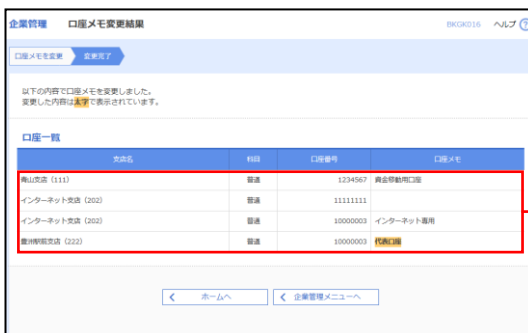 企業管理 口座メモ変更結果 BKGK016 ヘルプ ?
口座メモを変更 変更完了
以下の内容で口座メモを変更しました。
変更した内容は太字で表示されています。
口座一覧
支店名 科目 口座番号 口座メモ
青山支店 (111) 普通 1234567 資金移動用口座
インターネット支店 (202) 普通 11111111
インターネット支店 (202) 普通 10000003 インターネット専用
豊洲駅前支店 (222) 普通 10000003 代表口座
ホームへ 企業管理メニューへ